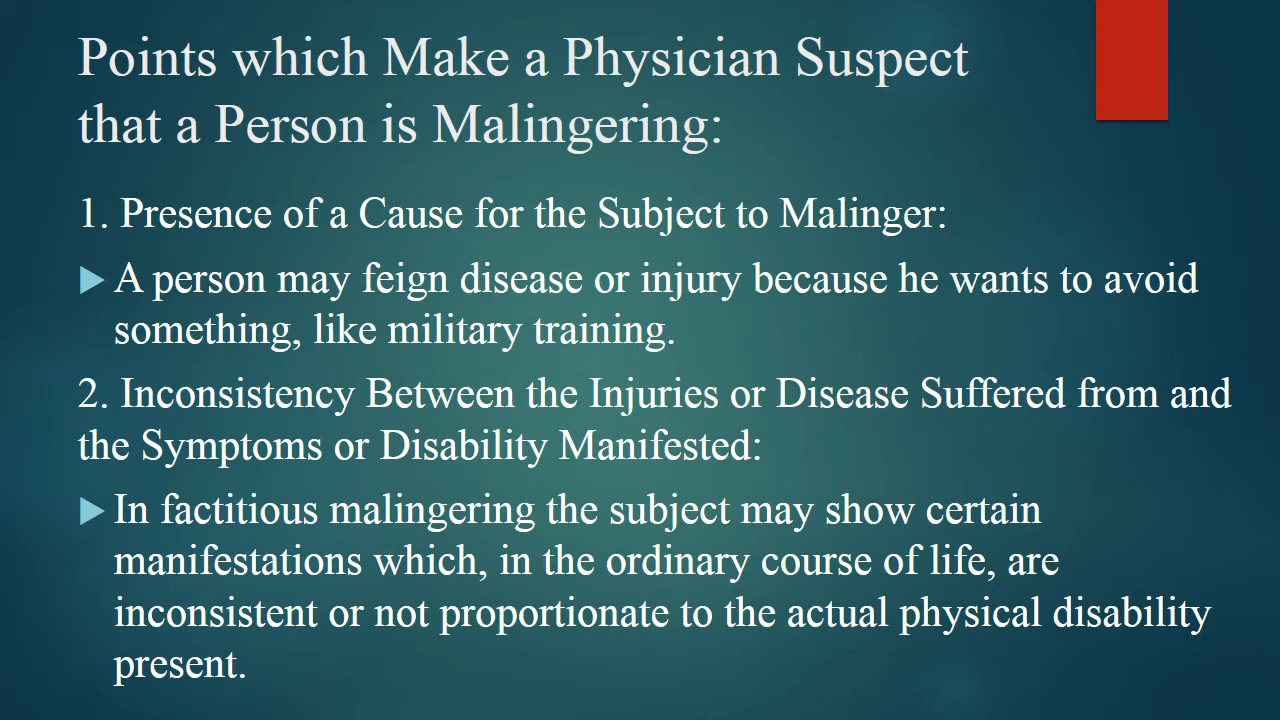 Points which Make a Physician Suspect
that a Person is Malingering:
1. Presence of a Cause for the Subject to Malinger:
A person may feign disease or injury because he wants to avoid
something, like military training.
2. Inconsistency Between the Injuries or Disease Suffered from and
the Symptoms or Disability Manifested:
In factitious malingering the subject may show certain
manifestations which, in the ordinary course of life, are
inconsistent or not proportionate to the actual physical disability
present.